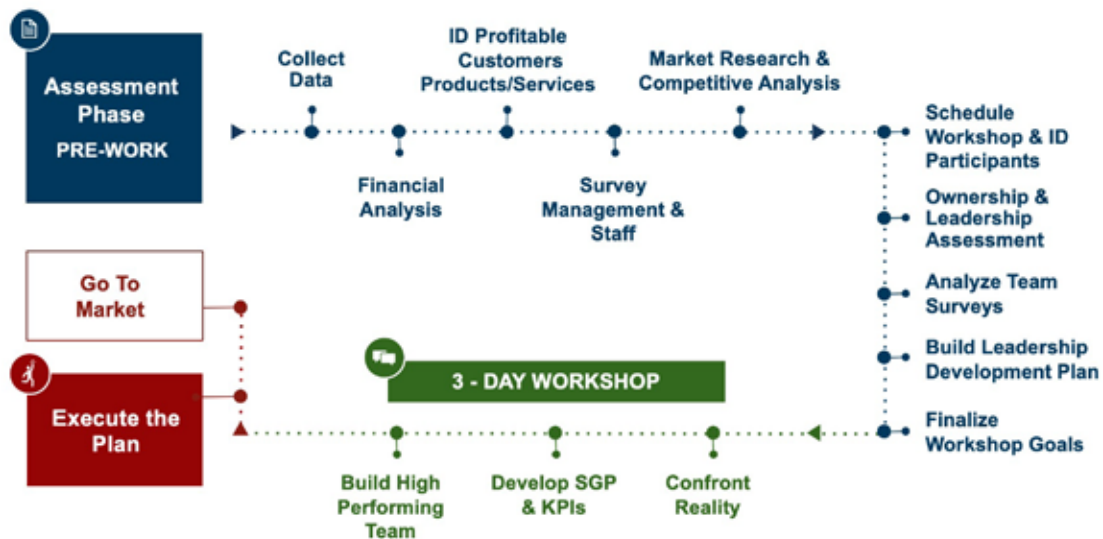 Assessment
Phase
PRE-WORK
Collect
Data
Financial
Analysis
ID Profitable
Customers
Products/Services
Survey
Management &
Staff
Market Research &
Competitive Analysis
Schedule
Workshop & ID
Participants
Ownership &
Leadership
Assessment
Analyze Team
Surveys
Build Leadership
Development Plan
Finalize
Workshop Goals
3 - DAY WORKSHOP
Confront
Reality
Develop SGP
& KPIs
Build High
Performing
Team
Execute the
Plan
Go To
Market